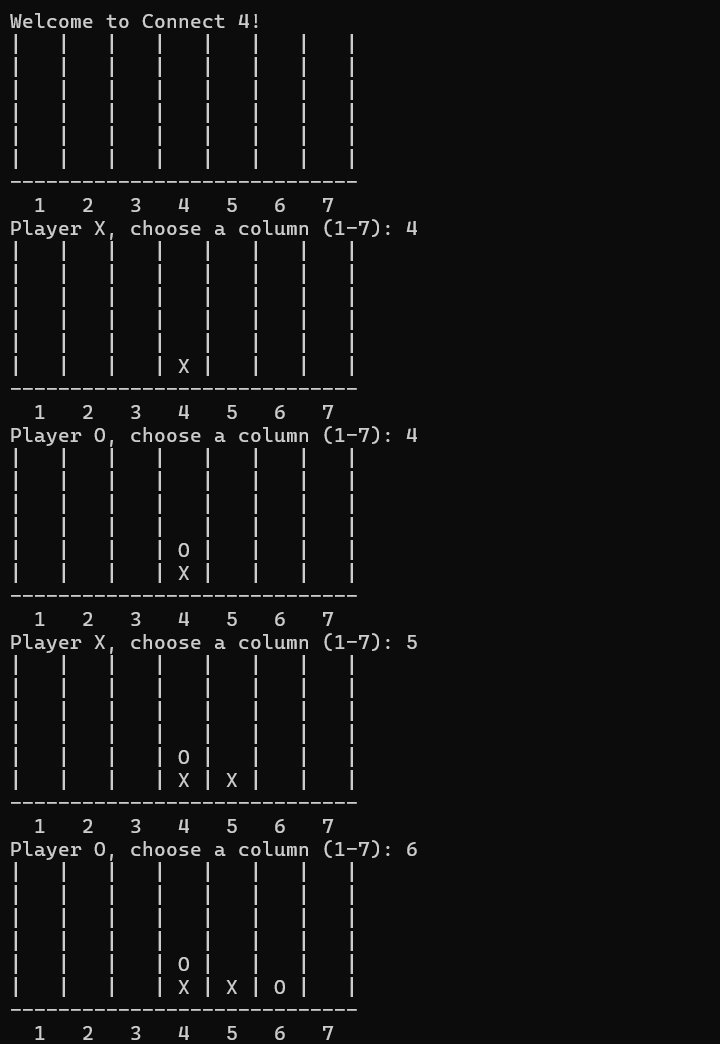 Welcome to Connect 4!
|   |   |   |   |   |   |   |
|   |   |   |   |   |   |   |
|   |   |   |   |   |   |   |
|   |   |   |   |   |   |   |
|   |   |   |   |   |   |   |
|   |   |   |   |   |   |   |
-----------------------------
  1   2   3   4   5   6   7
Player X, choose a column (1-7): 4
|   |   |   |   |   |   |   |
|   |   |   |   |   |   |   |
|   |   |   |   |   |   |   |
|   |   |   |   |   |   |   |
|   |   |   |   |   |   |   |
|   |   |   | X |   |   |   |
-----------------------------
  1   2   3   4   5   6   7
Player O, choose a column (1-7): 4
|   |   |   |   |   |   |   |
|   |   |   |   |   |   |   |
|   |   |   |   |   |   |   |
|   |   |   |   |   |   |   |
|   |   |   | O |   |   |   |
|   |   |   | X |   |   |   |
-----------------------------
  1   2   3   4   5   6   7
Player X, choose a column (1-7): 5
|   |   |   |   |   |   |   |
|   |   |   |   |   |   |   |
|   |   |   |   |   |   |   |
|   |   |   |   |   |   |   |
|   |   |   | O |   |   |   |
|   |   |   | X | X |   |   |
-----------------------------
  1   2   3   4   5   6   7
Player O, choose a column (1-7): 6
|   |   |   |   |   |   |   |
|   |   |   |   |   |   |   |
|   |   |   |   |   |   |   |
|   |   |   |   |   |   |   |
|   |   |   | O |   |   |   |
|   |   |   | X | X | O |   |
-----------------------------
  1   2   3   4   5   6   7